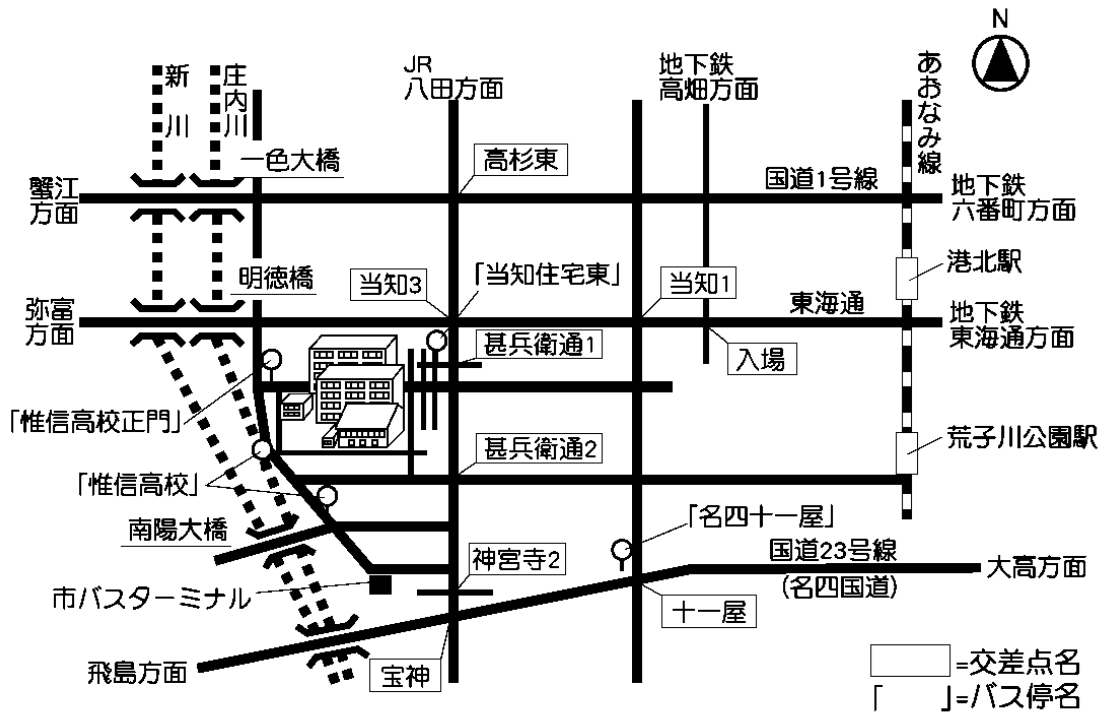 N
新川
庄内川
JR
八田方面
地下鉄
高畑方面
あおなみ線
一色大橋
高杉東
国道1号線
蟹江
方面
地下鉄
六番町方面
港北駅
明徳橋
当知3
「当知住宅東」
当知1
東海通
弥富
方面
地下鉄
東海通方面
甚兵衛通1
入場
「惟信高校正門」
甚兵衛通2
荒子川公園駅
「惟信高校」
南陽大橋
「名四十一屋」
神宮寺2
国道23号線
(名四国道)
大高方面
市バスターミナル
十一屋
飛島方面
宝神
=交差点名
「 」=バス停名